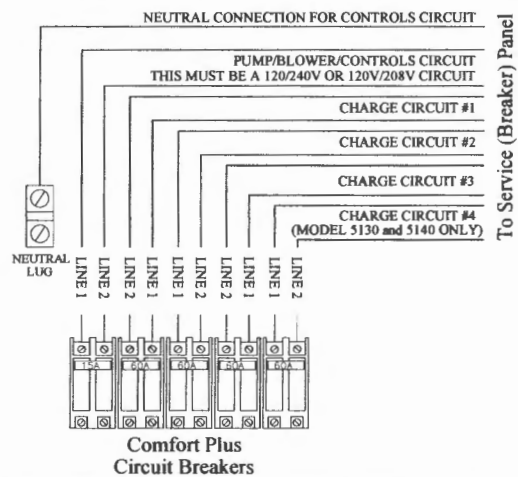 NEUTRAL CONNECTION FOR CONTROLS CIRCUIT
PUMP/BLOWER/CONTROLS CIRCUIT
THIS MUST BE A 120/240V OR 120V/208V CIRCUIT
CHARGE CIRCUIT #1
CHARGE CIRCUIT #2
CHARGE CIRCUIT #3
CHARGE CIRCUIT #4
(MODEL 5130 and 5140 ONLY)
To Service (Breaker) Panel
NEUTRAL
LUG
LINE 1
LINE 2
LINE 2
LINE 1
LINE 1
LINE 2
LINE 2
LINE 1
LINE 1
LINE 2
15A
60A
60A
60A
60A
Comfort Plus
Circuit Breakers